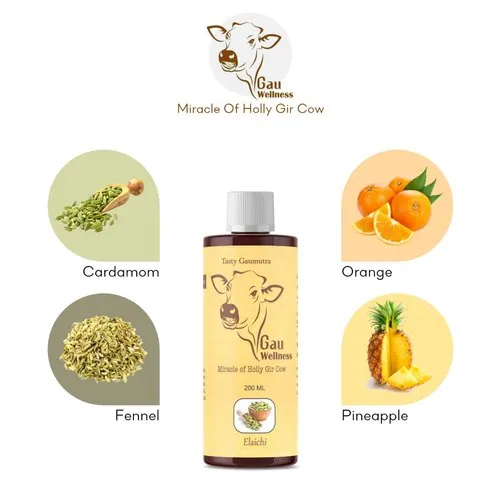 Gau
Wellness
Miracle Of Holly Gir Cow
Cardamom
Orange
Tasty Gaumutra
Gau
Wellness
Miracle of Holly Gir Cow
200 ML
Elaichi
Fennel
Pineapple